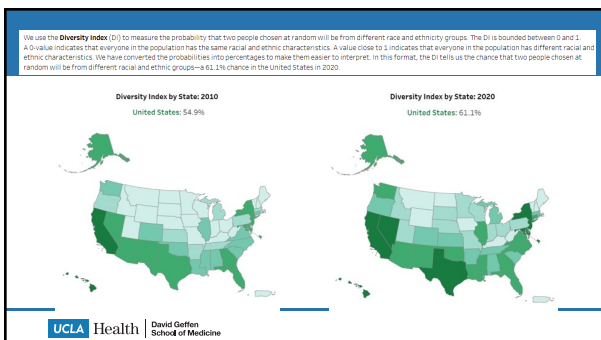 We use the Diversity Index (DI) to measure the probability that two people chosen at random will be from different race and ethnicity groups. The DI is bounded between 0 and 1.
A 0-value indicates that everyone in the population has the same racial and ethnic characteristics. A value close to 1 indicates that everyone in the population has different racial and
ethnic characteristics. We have converted the probabilities into percentages to make them easier to interpret. In this format, the DI tells us the chance that two people chosen at
random will be from different racial and ethnic groups—a 61.1% chance in the United States in 2020.
Diversity Index by State: 2010
United States: 54.9%
Diversity Index by State: 2020
United States: 61.1%
UCLA Health
David Geffen
School of Medicine